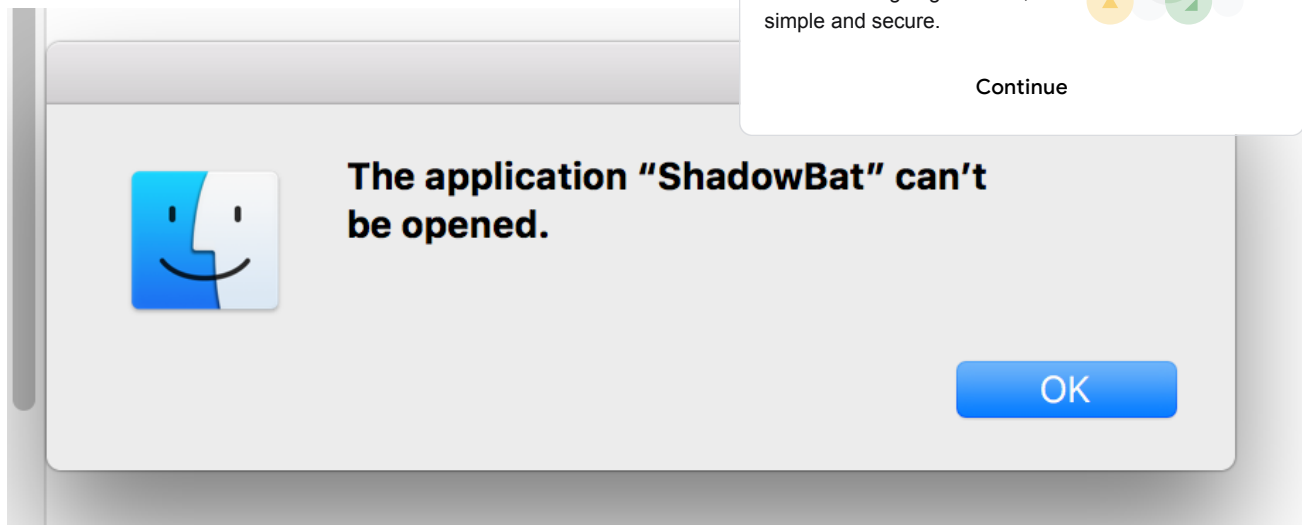 simple and secure.
Continue
The application “ShadowBat” can’t
be opened.
OK